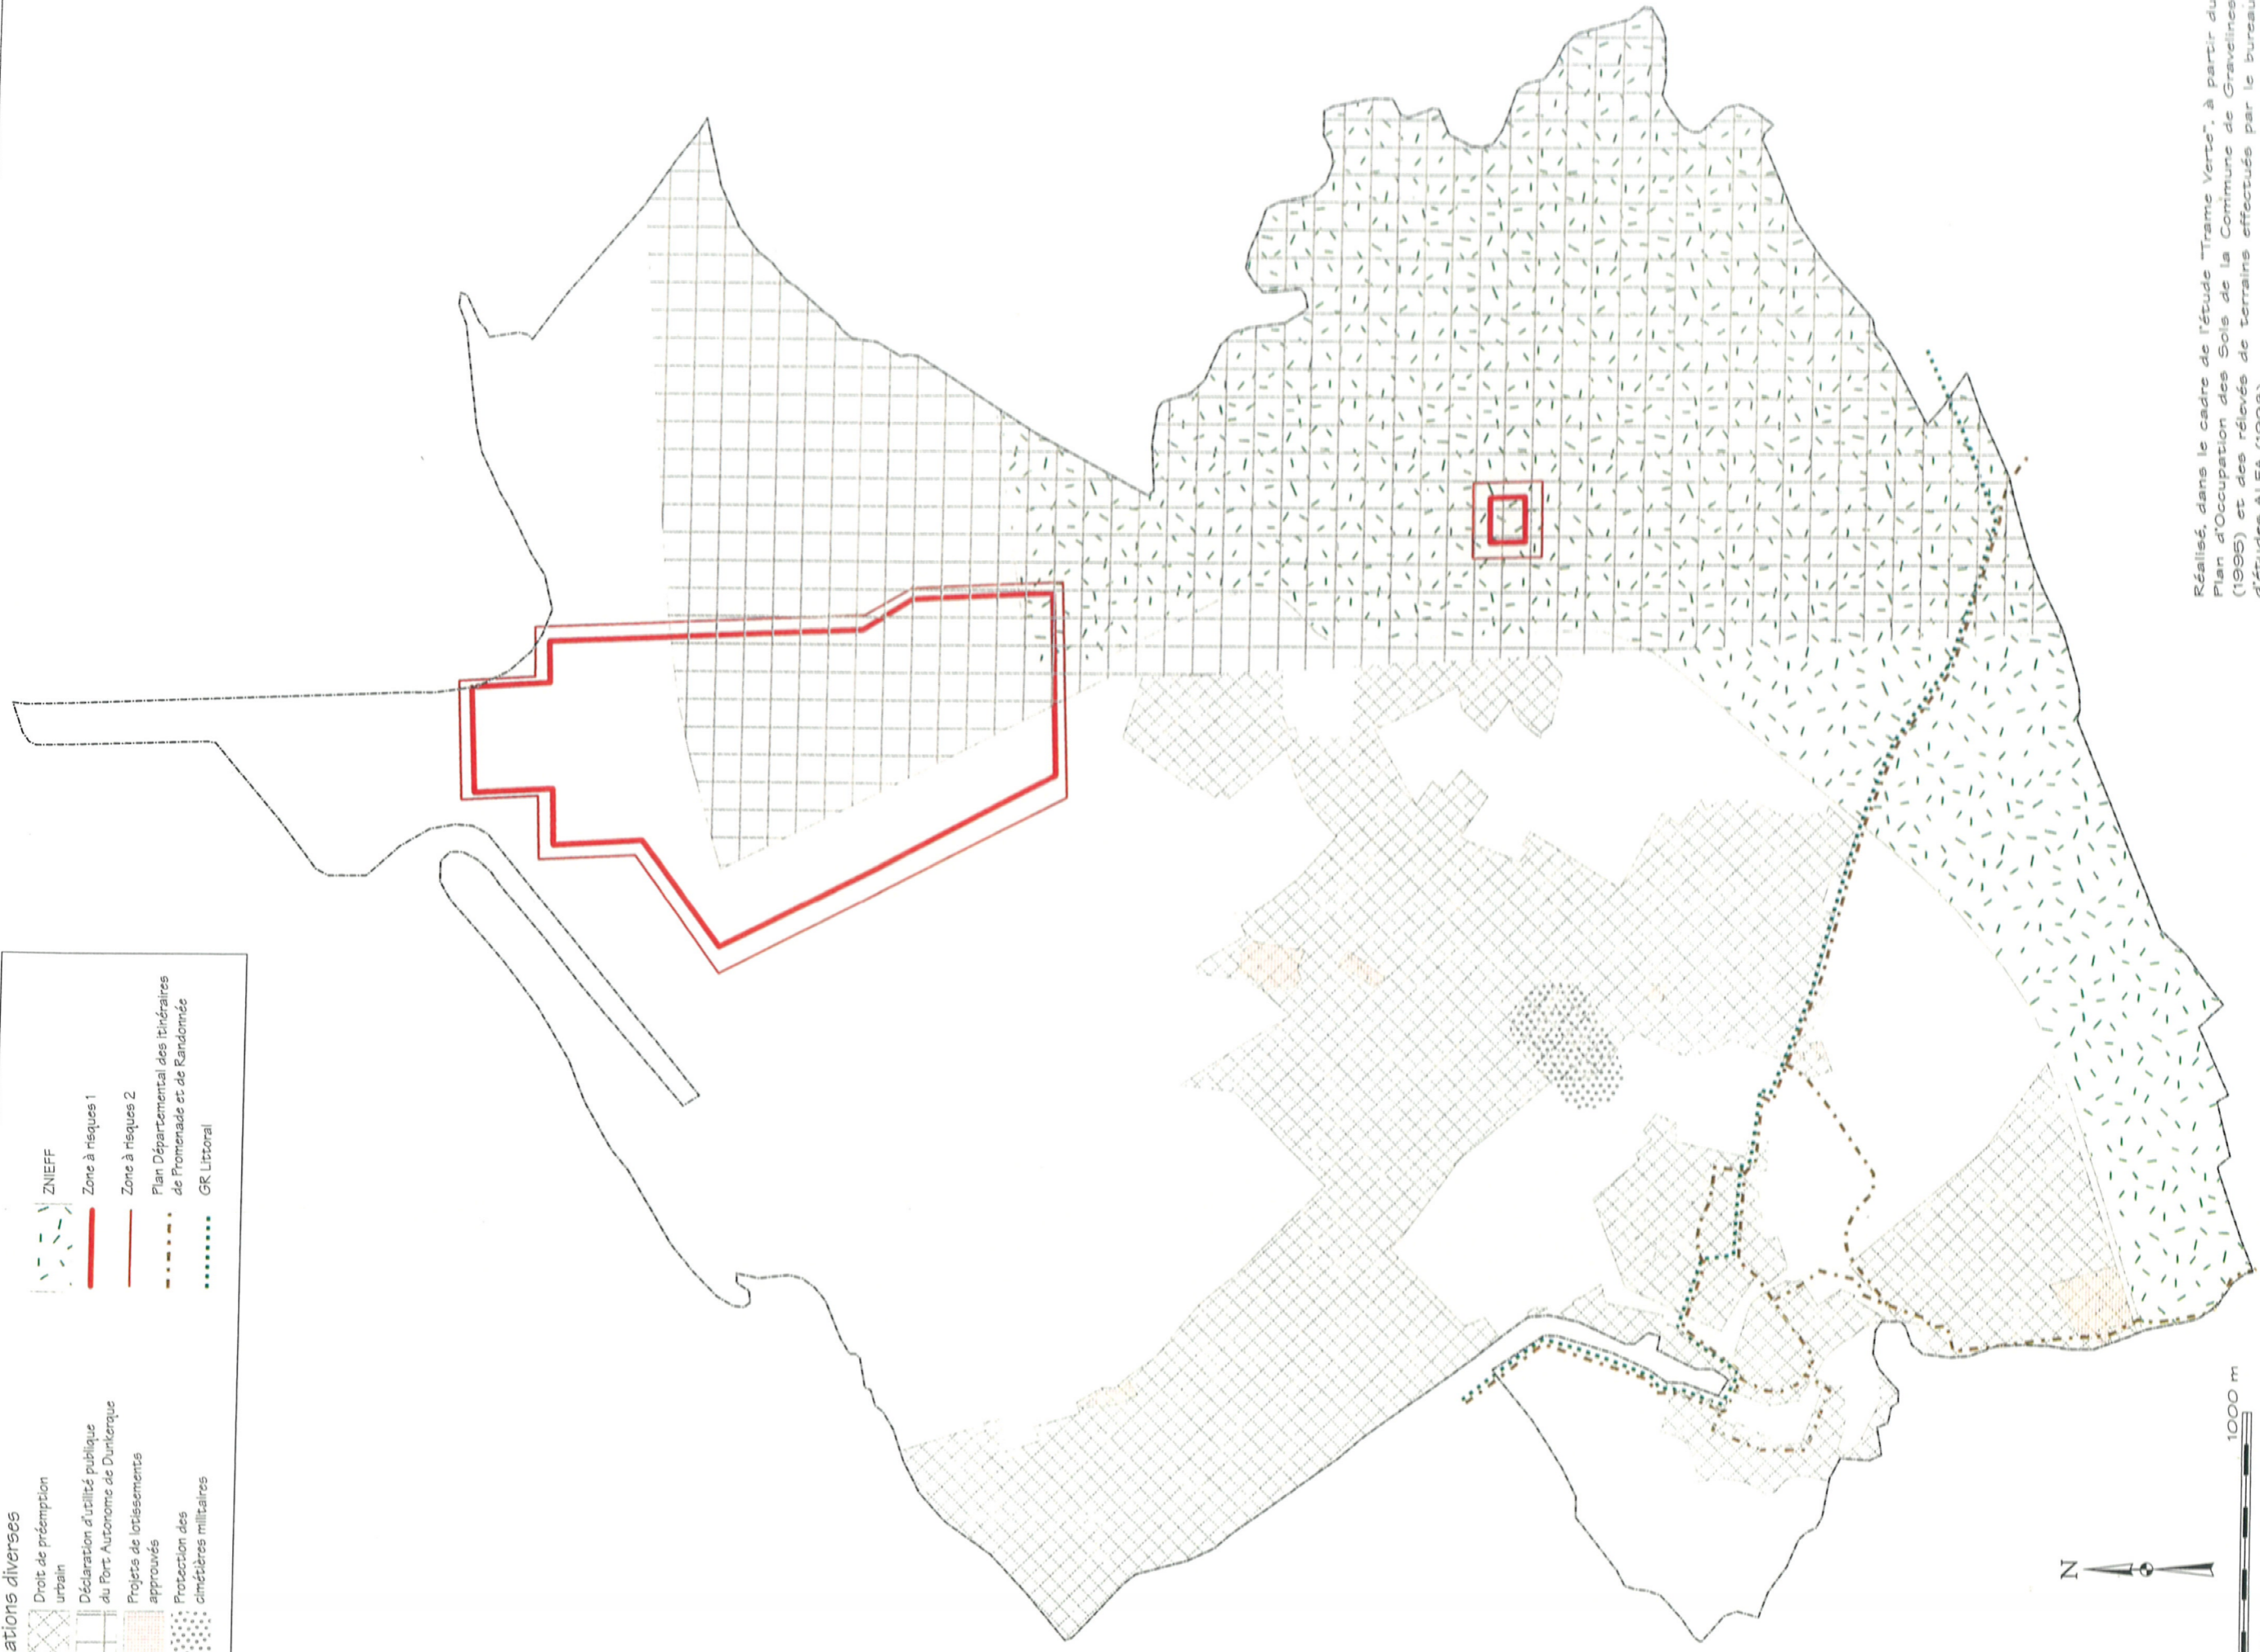 ations diverses
Droit de préemption
urbain
Déclaration d'utilité publique
du Port Autonome de Dunkerque
Projets de lotissements
approuvés
Protection des
cimétières militaires
ZNIEFF
Zone à risques 1
Zone à risques 2
Plan Départemental des itinéraires
de Promenade et de Randonnée
GR Littoral
N
1000 m
Réalisé, dans le cadre de l'étude "Trame Verte", à partir du
Plan d'Occupation des Sols de la Commune de Gravelines
(1995) et des rélevés de terrains effectués par le bureau
d'études